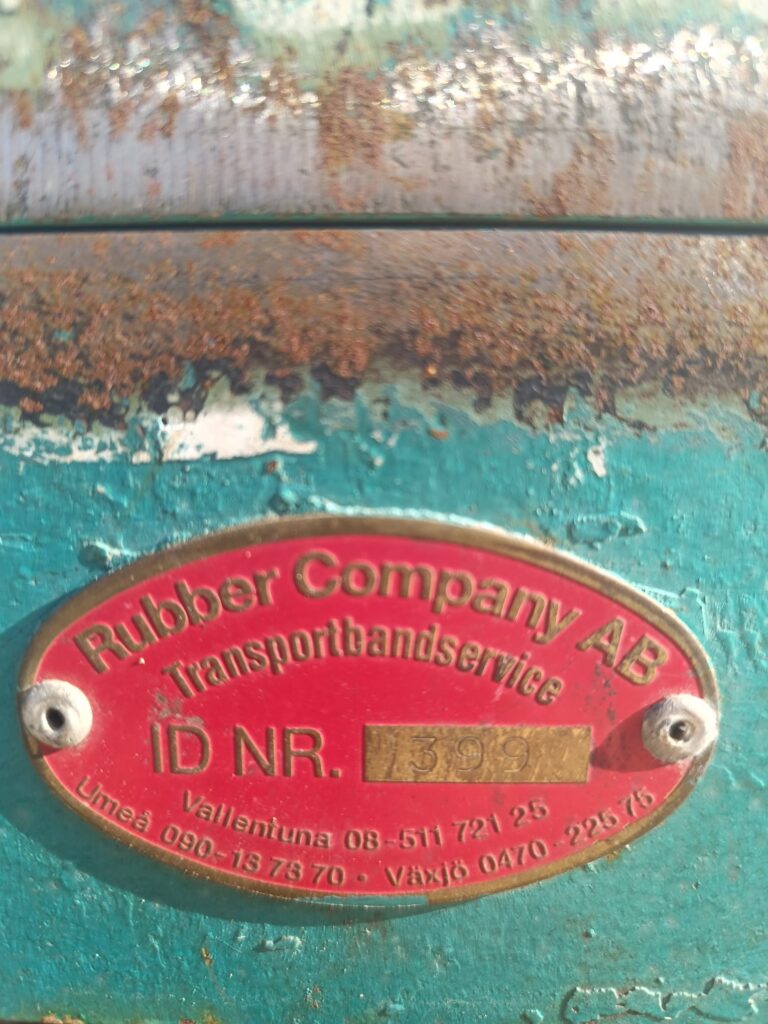 Rubber Company AB
Transportbandservice
ID NR. 1399
Vallentuna 08-511 721 25
Umeå 090-13 73 70 · Växjö 0470-225 75